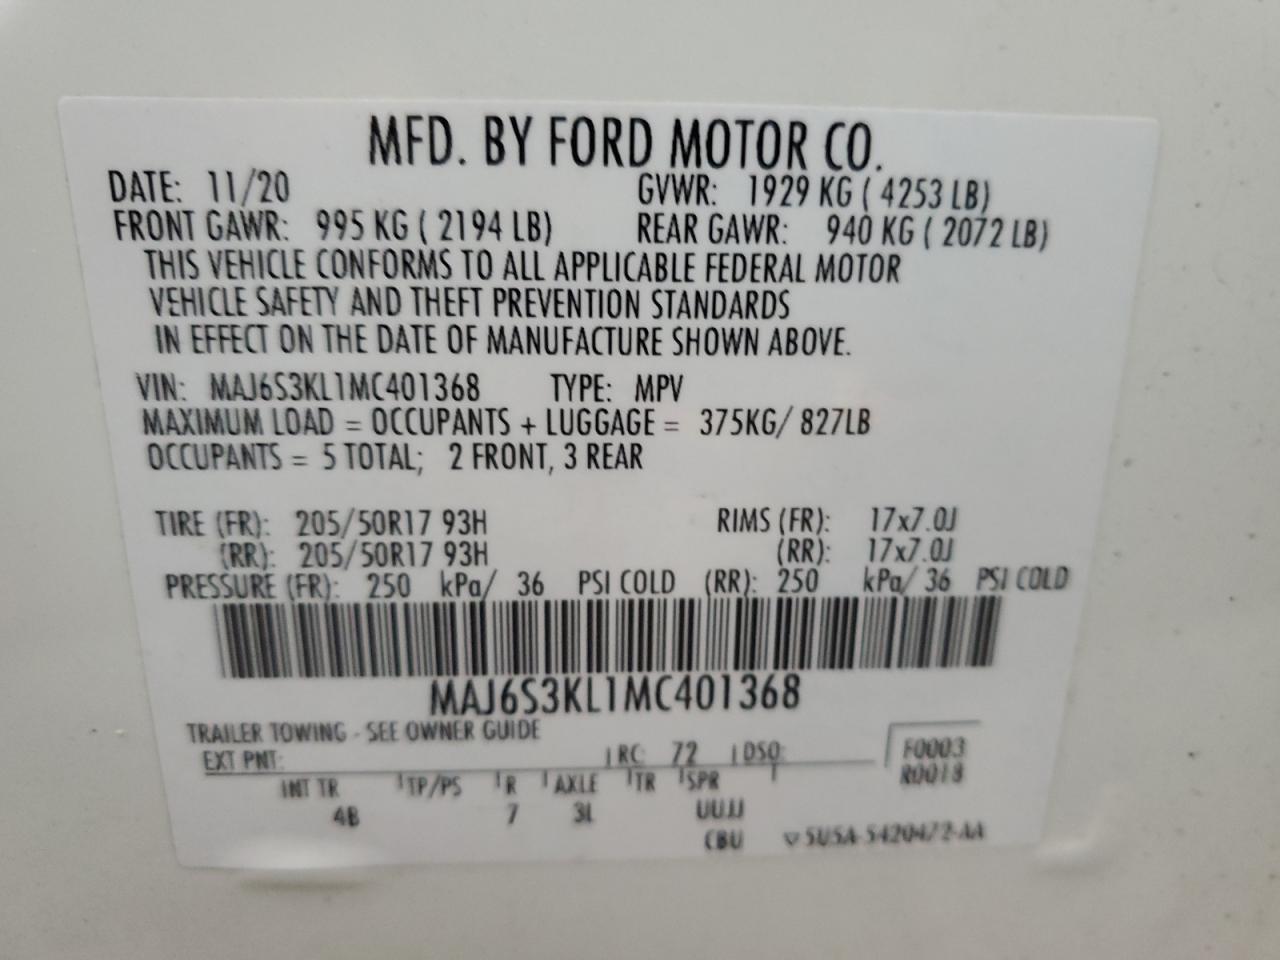 MFD. BY FORD MOTOR CO.
DATE: 11/20 GVWR: 1929 KG ( 4253 LB)
FRONT GAWR: 995 KG ( 2194 LB) REAR GAWR: 940 KG ( 2072 LB)
THIS VEHICLE CONFORMS TO ALL APPLICABLE FEDERAL MOTOR
VEHICLE SAFETY AND THEFT PREVENTION STANDARDS
IN EFFECT ON THE DATE OF MANUFACTURE SHOWN ABOVE.
VIN: MAJ6S3KL1MC401368 TYPE: MPV
MAXIMUM LOAD = OCCUPANTS + LUGGAGE = 375KG/ 827LB
OCCUPANTS = 5 TOTAL; 2 FRONT, 3 REAR
TIRE (FR): 205/50R17 93H RIMS (FR): 17x7.0J
(RR): 205/50R17 93H (RR): 17x7.0J
PRESSURE (FR): 250 kPa/ 36 PSI COLD (RR): 250 kPa/ 36 PSI COLD
MAJ6S3KL1MC401368
TRAILER TOWING - SEE OWNER GUIDE
EXT PNT: RC: 72 DSO: F0003
R0018
INT TR TP/PS R AXLE TR SPR
4B 7 3L UUJJ
CBU 5U5A-5420472-AA